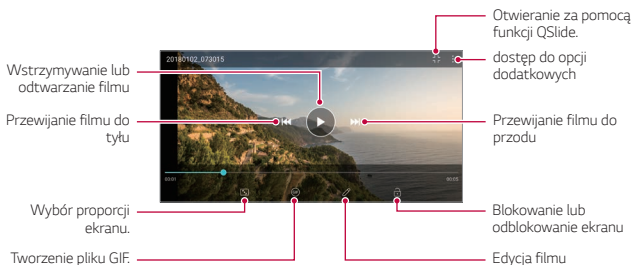 Otwieranie za pomocą
funkcji QSlide.
20180102_073015
dostęp do opcji
dodatkowych
Wstrzymywanie lub
odtwarzanie filmu
Przewijanie filmu do
tyłu
Przewijanie filmu do
przodu
00:01
00:05
GIF
Wybór proporcji
ekranu.
Blokowanie lub
odblokowanie ekranu
Tworzenie pliku GIF.
Edycja filmu